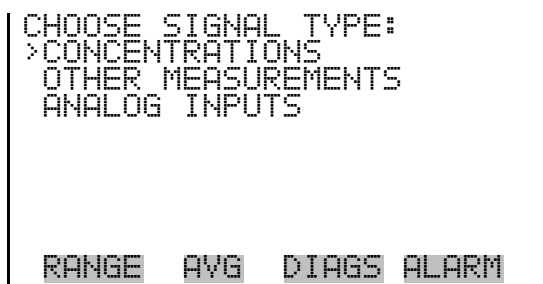 CHOOSE SIGNAL TYPE:
>CONCENTRATIONS
OTHER MEASUREMENTS
ANALOG INPUTS
RANGE AVG DIAGS ALARM